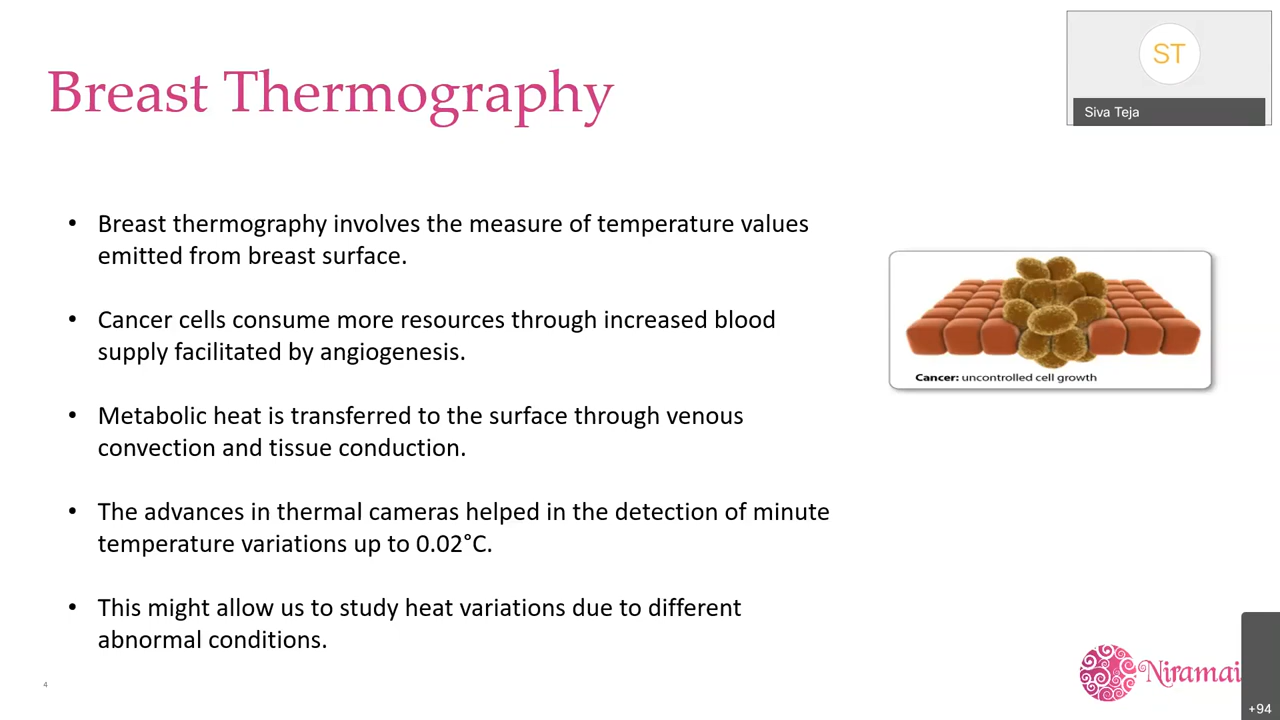 Breast Thermography
ST
Siva Teja
• Breast thermography involves the measure of temperature values
emitted from breast surface.
• Cancer cells consume more resources through increased blood
supply facilitated by angiogenesis.
• Metabolic heat is transferred to the surface through venous
convection and tissue conduction.
• The advances in thermal cameras helped in the detection of minute
temperature variations up to 0.02°C.
• This might allow us to study heat variations due to different
abnormal conditions.
Cancer: uncontrolled cell growth
4
Niramai
+94